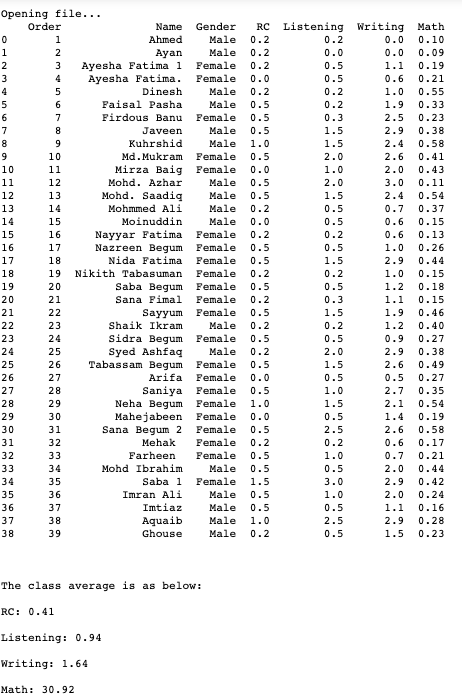 Opening file...
Order Name Gender RC Listening Writing Math
0 1 Ahmed Male 0.2 0.2 0.0 0.10
1 2 Ayan Male 0.2 0.0 0.0 0.09
2 3 Ayesha Fatima 1 Female 0.2 0.5 1.1 0.19
3 4 Ayesha Fatima. Female 0.0 0.5 0.6 0.21
4 5 Dinesh Male 0.2 0.2 1.0 0.55
5 6 Faisal Pasha Male 0.5 0.2 1.9 0.33
6 7 Firdous Banu Female 0.5 0.3 2.5 0.23
7 8 Javeen Male 0.5 1.5 2.9 0.38
8 9 Kuhrshid Male 1.0 1.5 2.4 0.58
9 10 Md.Mukram Female 0.5 2.0 2.6 0.41
10 11 Mirza Baig Female 0.0 1.0 2.0 0.43
11 12 Mohd. Azhar Male 0.5 2.0 3.0 0.11
12 13 Mohd. Saadiq Male 0.5 1.5 2.4 0.54
13 14 Mohmmed Ali Male 0.2 0.5 0.7 0.37
14 15 Moinuddin Male 0.0 0.5 0.6 0.15
15 16 Nayyar Fatima Female 0.2 0.2 0.6 0.13
16 17 Nazreen Begum Female 0.5 0.5 1.0 0.26
17 18 Nida Fatima Female 0.5 1.5 2.9 0.44
18 19 Nikith Tabasuman Female 0.2 0.2 1.0 0.15
19 20 Saba Begum Female 0.5 0.5 1.2 0.18
20 21 Sana Fimal Female 0.2 0.3 1.1 0.15
21 22 Sayyum Female 0.5 1.5 1.9 0.46
22 23 Shaik Ikram Male 0.2 0.2 1.2 0.40
23 24 Sidra Begum Female 0.5 0.5 0.9 0.27
24 25 Syed Ashfaq Male 0.2 2.0 2.9 0.38
25 26 Tabassam Begum Female 0.5 1.5 2.6 0.49
26 27 Arifa Female 0.0 0.5 0.5 0.27
27 28 Saniya Female 0.5 1.0 2.7 0.35
28 29 Neha Begum Female 1.0 1.5 2.1 0.54
29 30 Mahejabeen Female 0.0 0.5 1.4 0.19
30 31 Sana Begum 2 Female 0.5 2.5 2.6 0.58
31 32 Mehak Female 0.2 0.2 0.6 0.17
32 33 Farheen Female 0.5 1.0 0.7 0.21
33 34 Mohd Ibrahim Male 0.5 0.5 2.0 0.44
34 35 Saba 1 Female 1.5 3.0 2.9 0.42
35 36 Imran Ali Male 0.5 1.0 2.0 0.24
36 37 Imtiaz Male 0.5 0.5 1.1 0.16
37 38 Aquaib Male 1.0 2.5 2.9 0.28
38 39 Ghouse Male 0.2 0.5 1.5 0.23
The class average is as below:
RC: 0.41
Listening: 0.94
Writing: 1.64
Math: 30.92